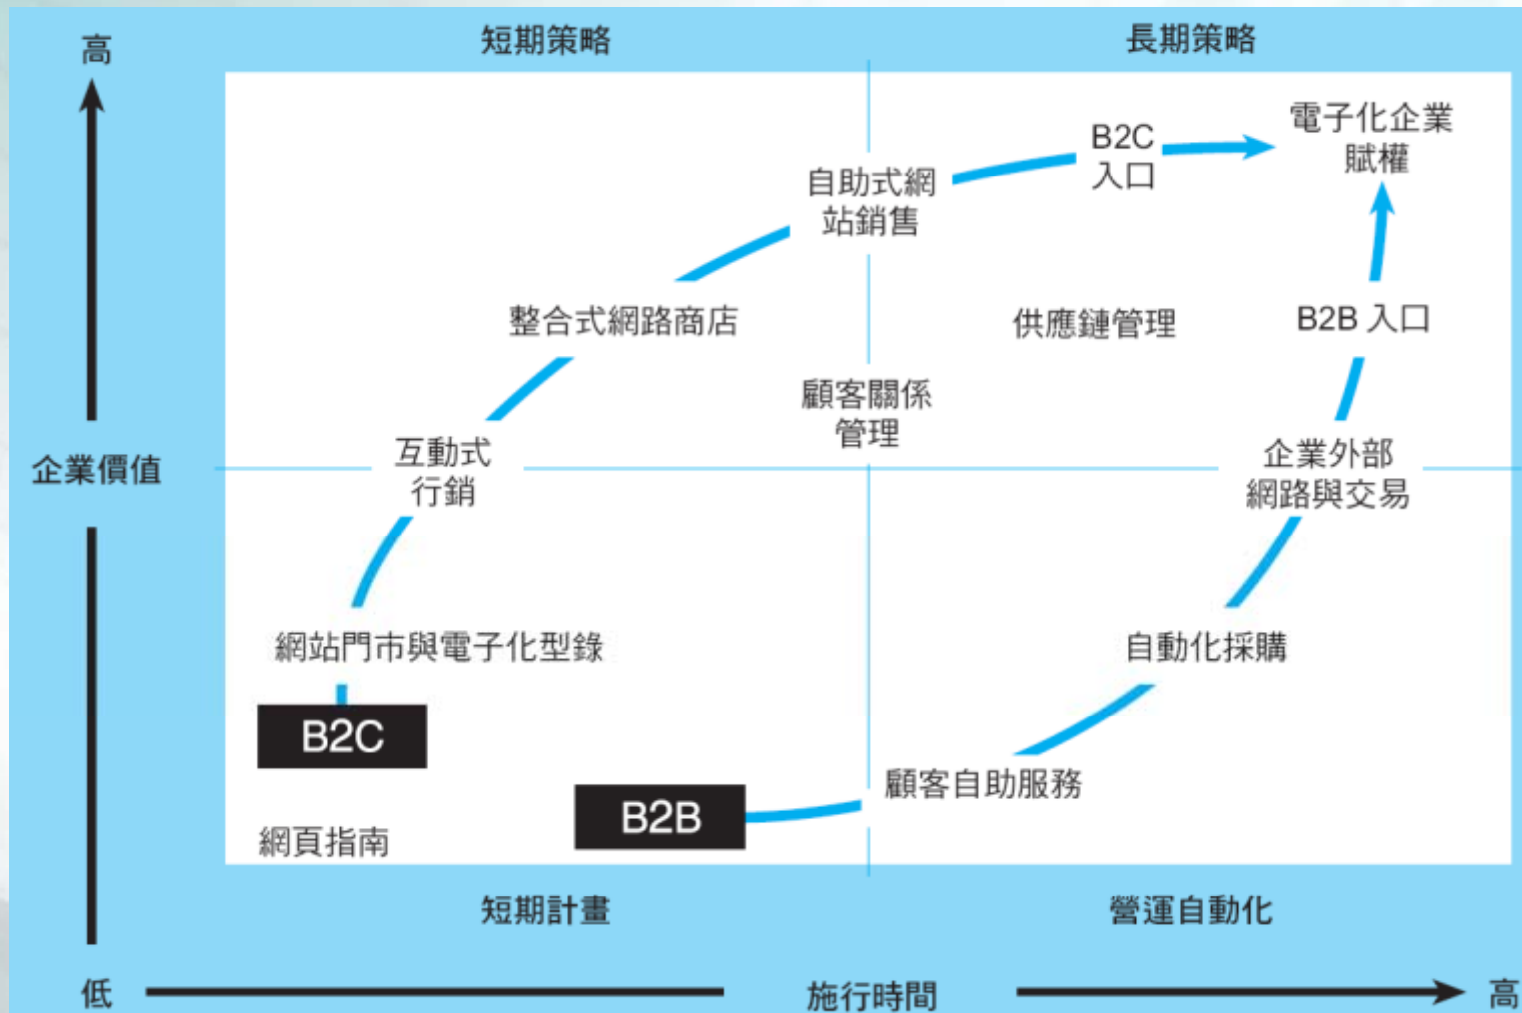 高
短期策略
長期策略
電子化企業
賦權
B2C
入口
自助式網
站銷售
整合式網路商店
供應鏈管理
B2B 入口
顧客關係
管理
企業價值
互動式
行銷
企業外部
網路與交易
網站門市與電子化型錄
自動化採購
B2C
顧客自助服務
B2B
網頁指南
短期計畫
營運自動化
低
施行時間
高